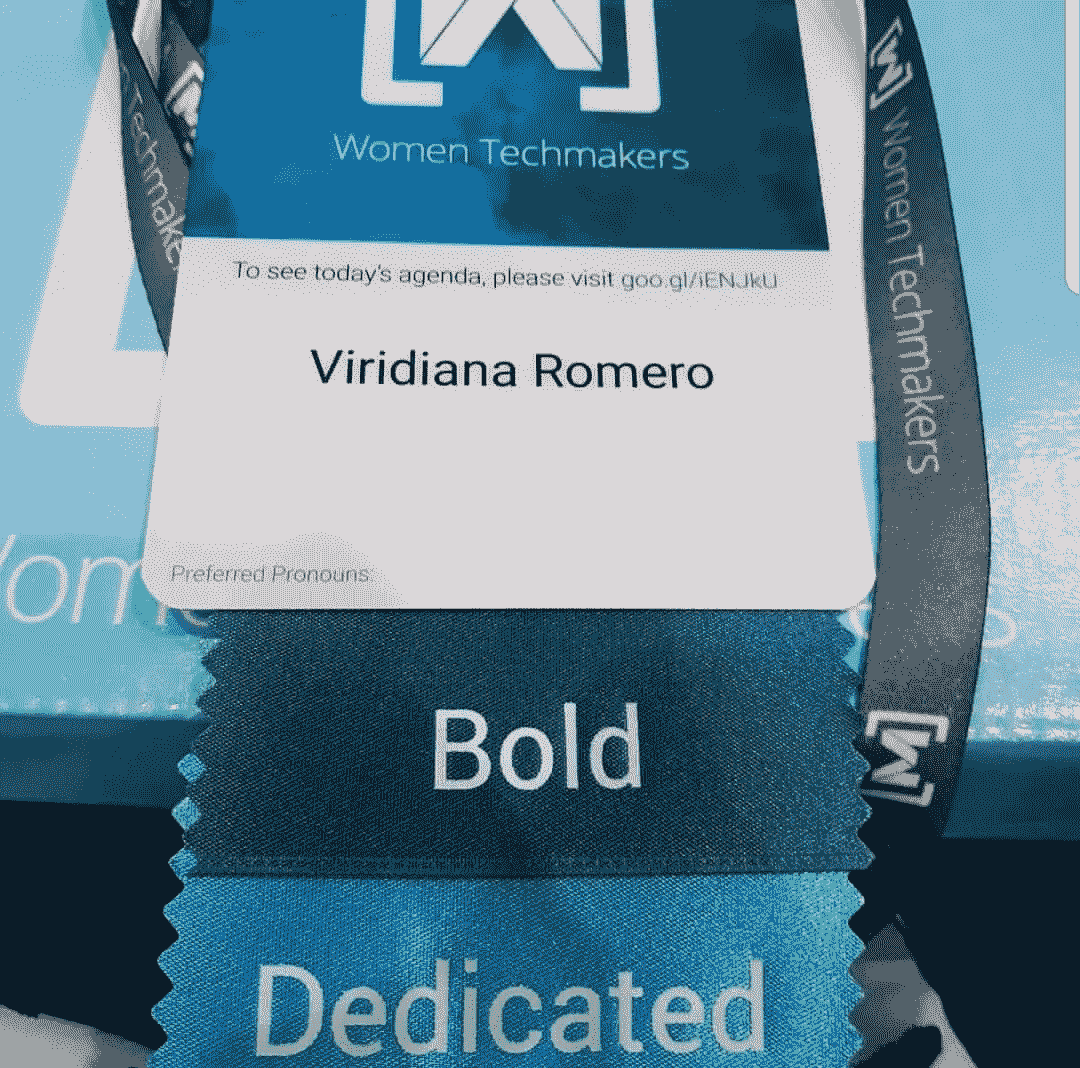 Women Techmakers
To see today's agenda, please visit goo.gl/iENJkU
Viridiana Romero
Preferred Pronouns:
Bold
Dedicated
Women Techmakers
Techmake